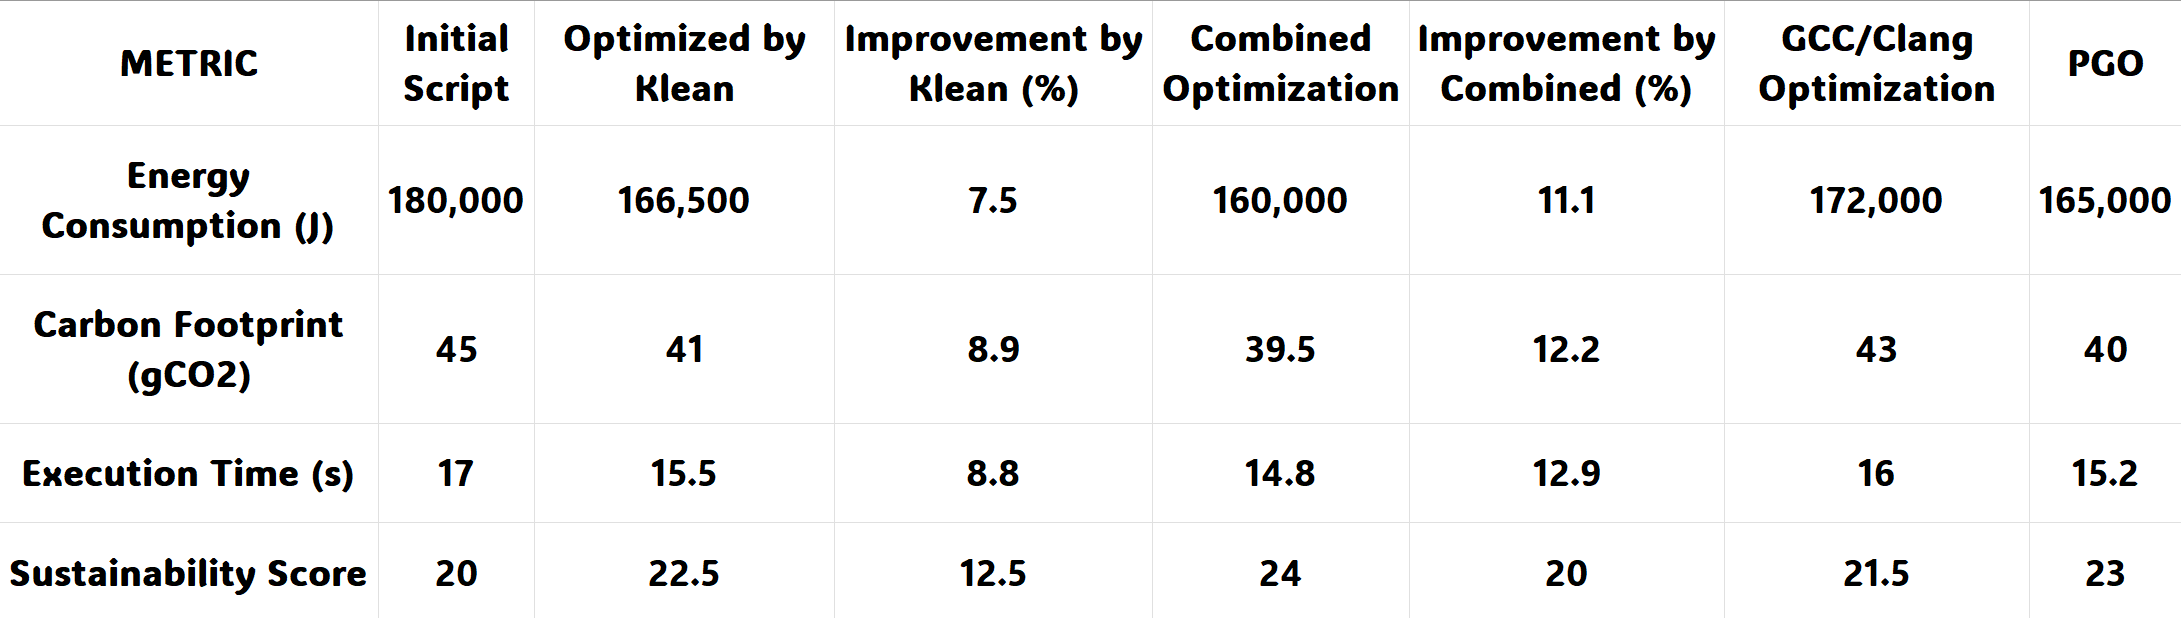 METRIC
Initial Script
Optimized by Klean
Improvement by Klean (%)
Combined Optimization
Improvement by Combined (%)
GCC/Clang Optimization
PGO
Energy Consumption (J)
180,000
166,500
7.5
160,000
11.1
172,000
165,000
Carbon Footprint (gCO2)
45
41
8.9
39.5
12.2
43
40
Execution Time (s)
17
15.5
8.8
14.8
12.9
16
15.2
Sustainability Score
20
22.5
12.5
24
20
21.5
23